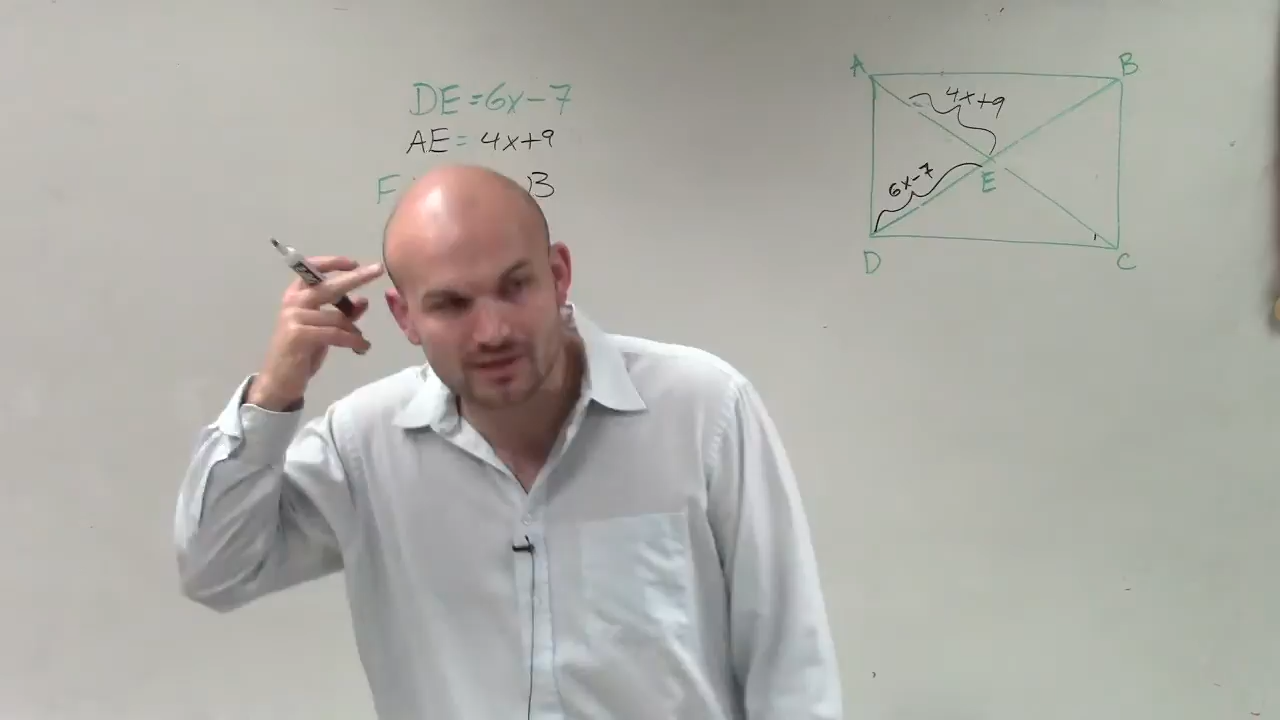 DE = 6x - 7
AE = 4x + 9
F
B
A
B
4x + 9
6x - 7
E
D
C